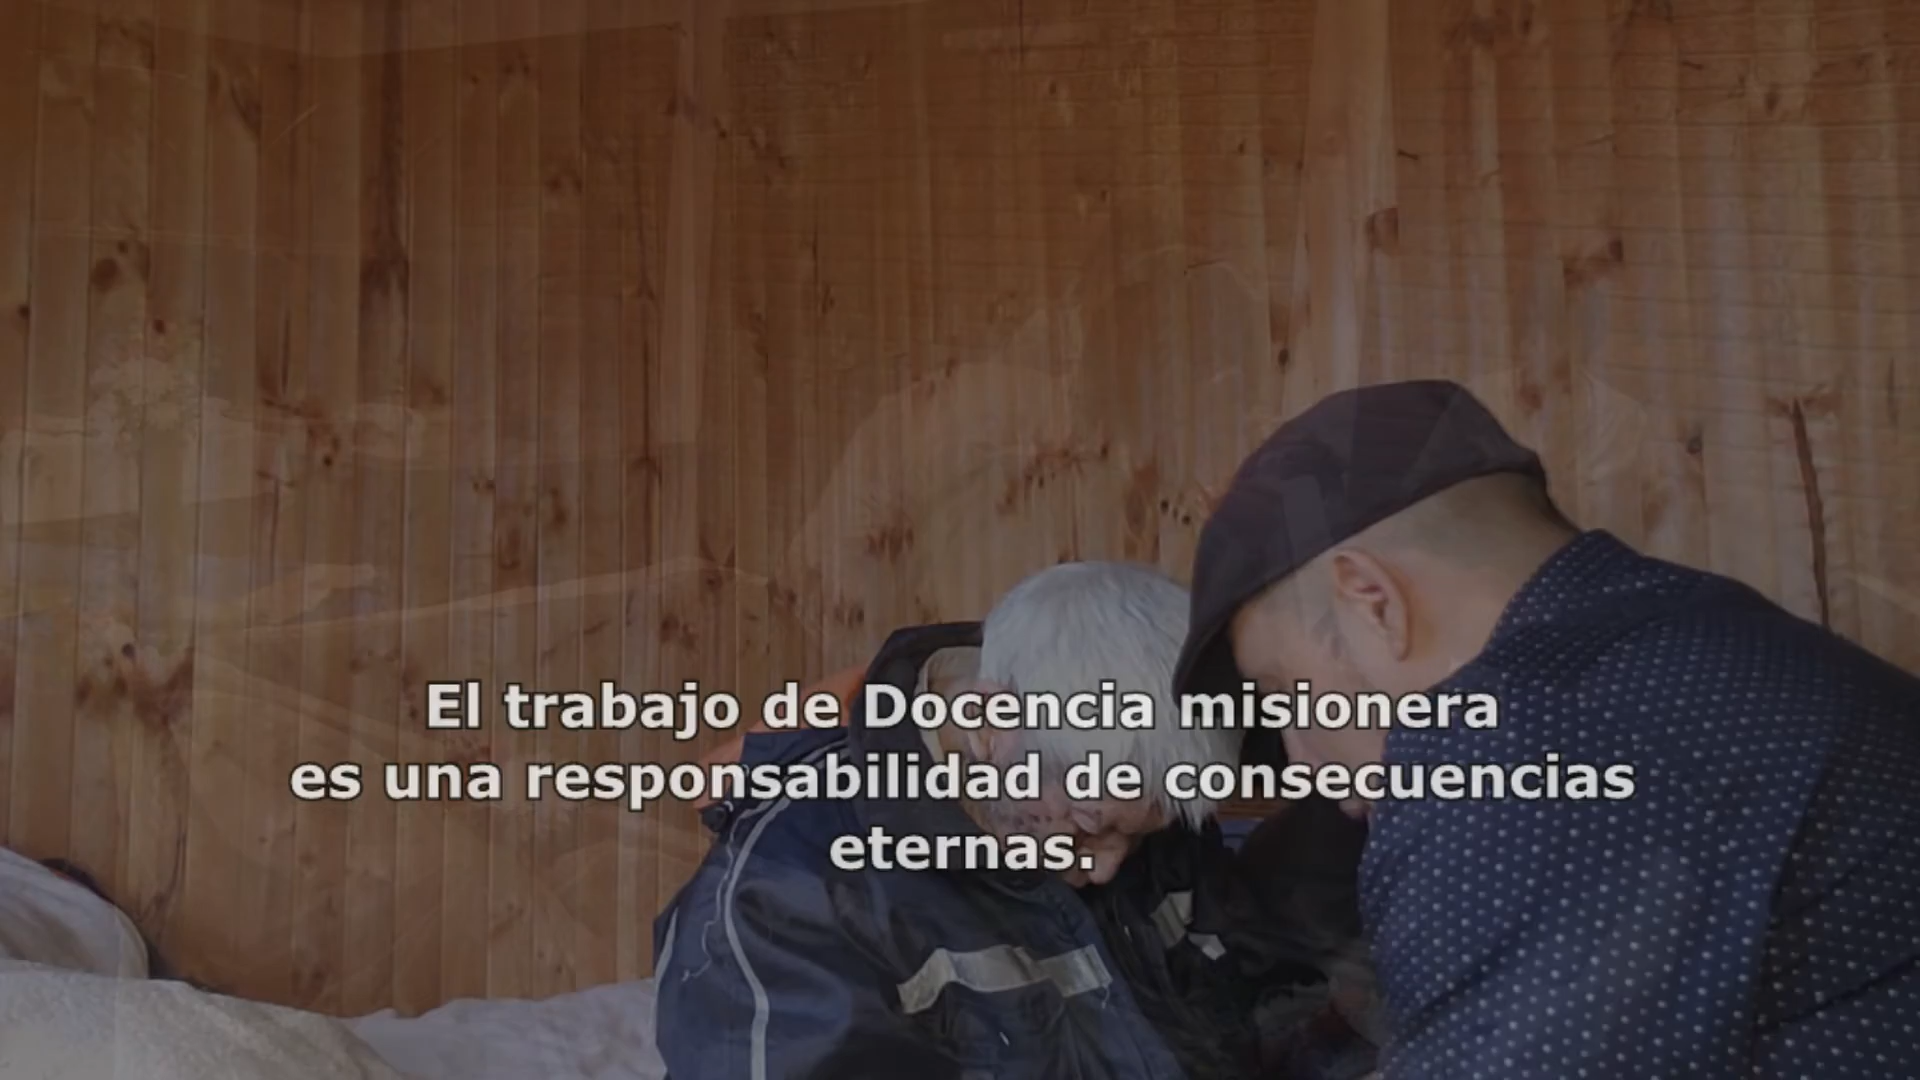 El trabajo de Docencia misionera
es una responsabilidad de consecuencias
eternas.